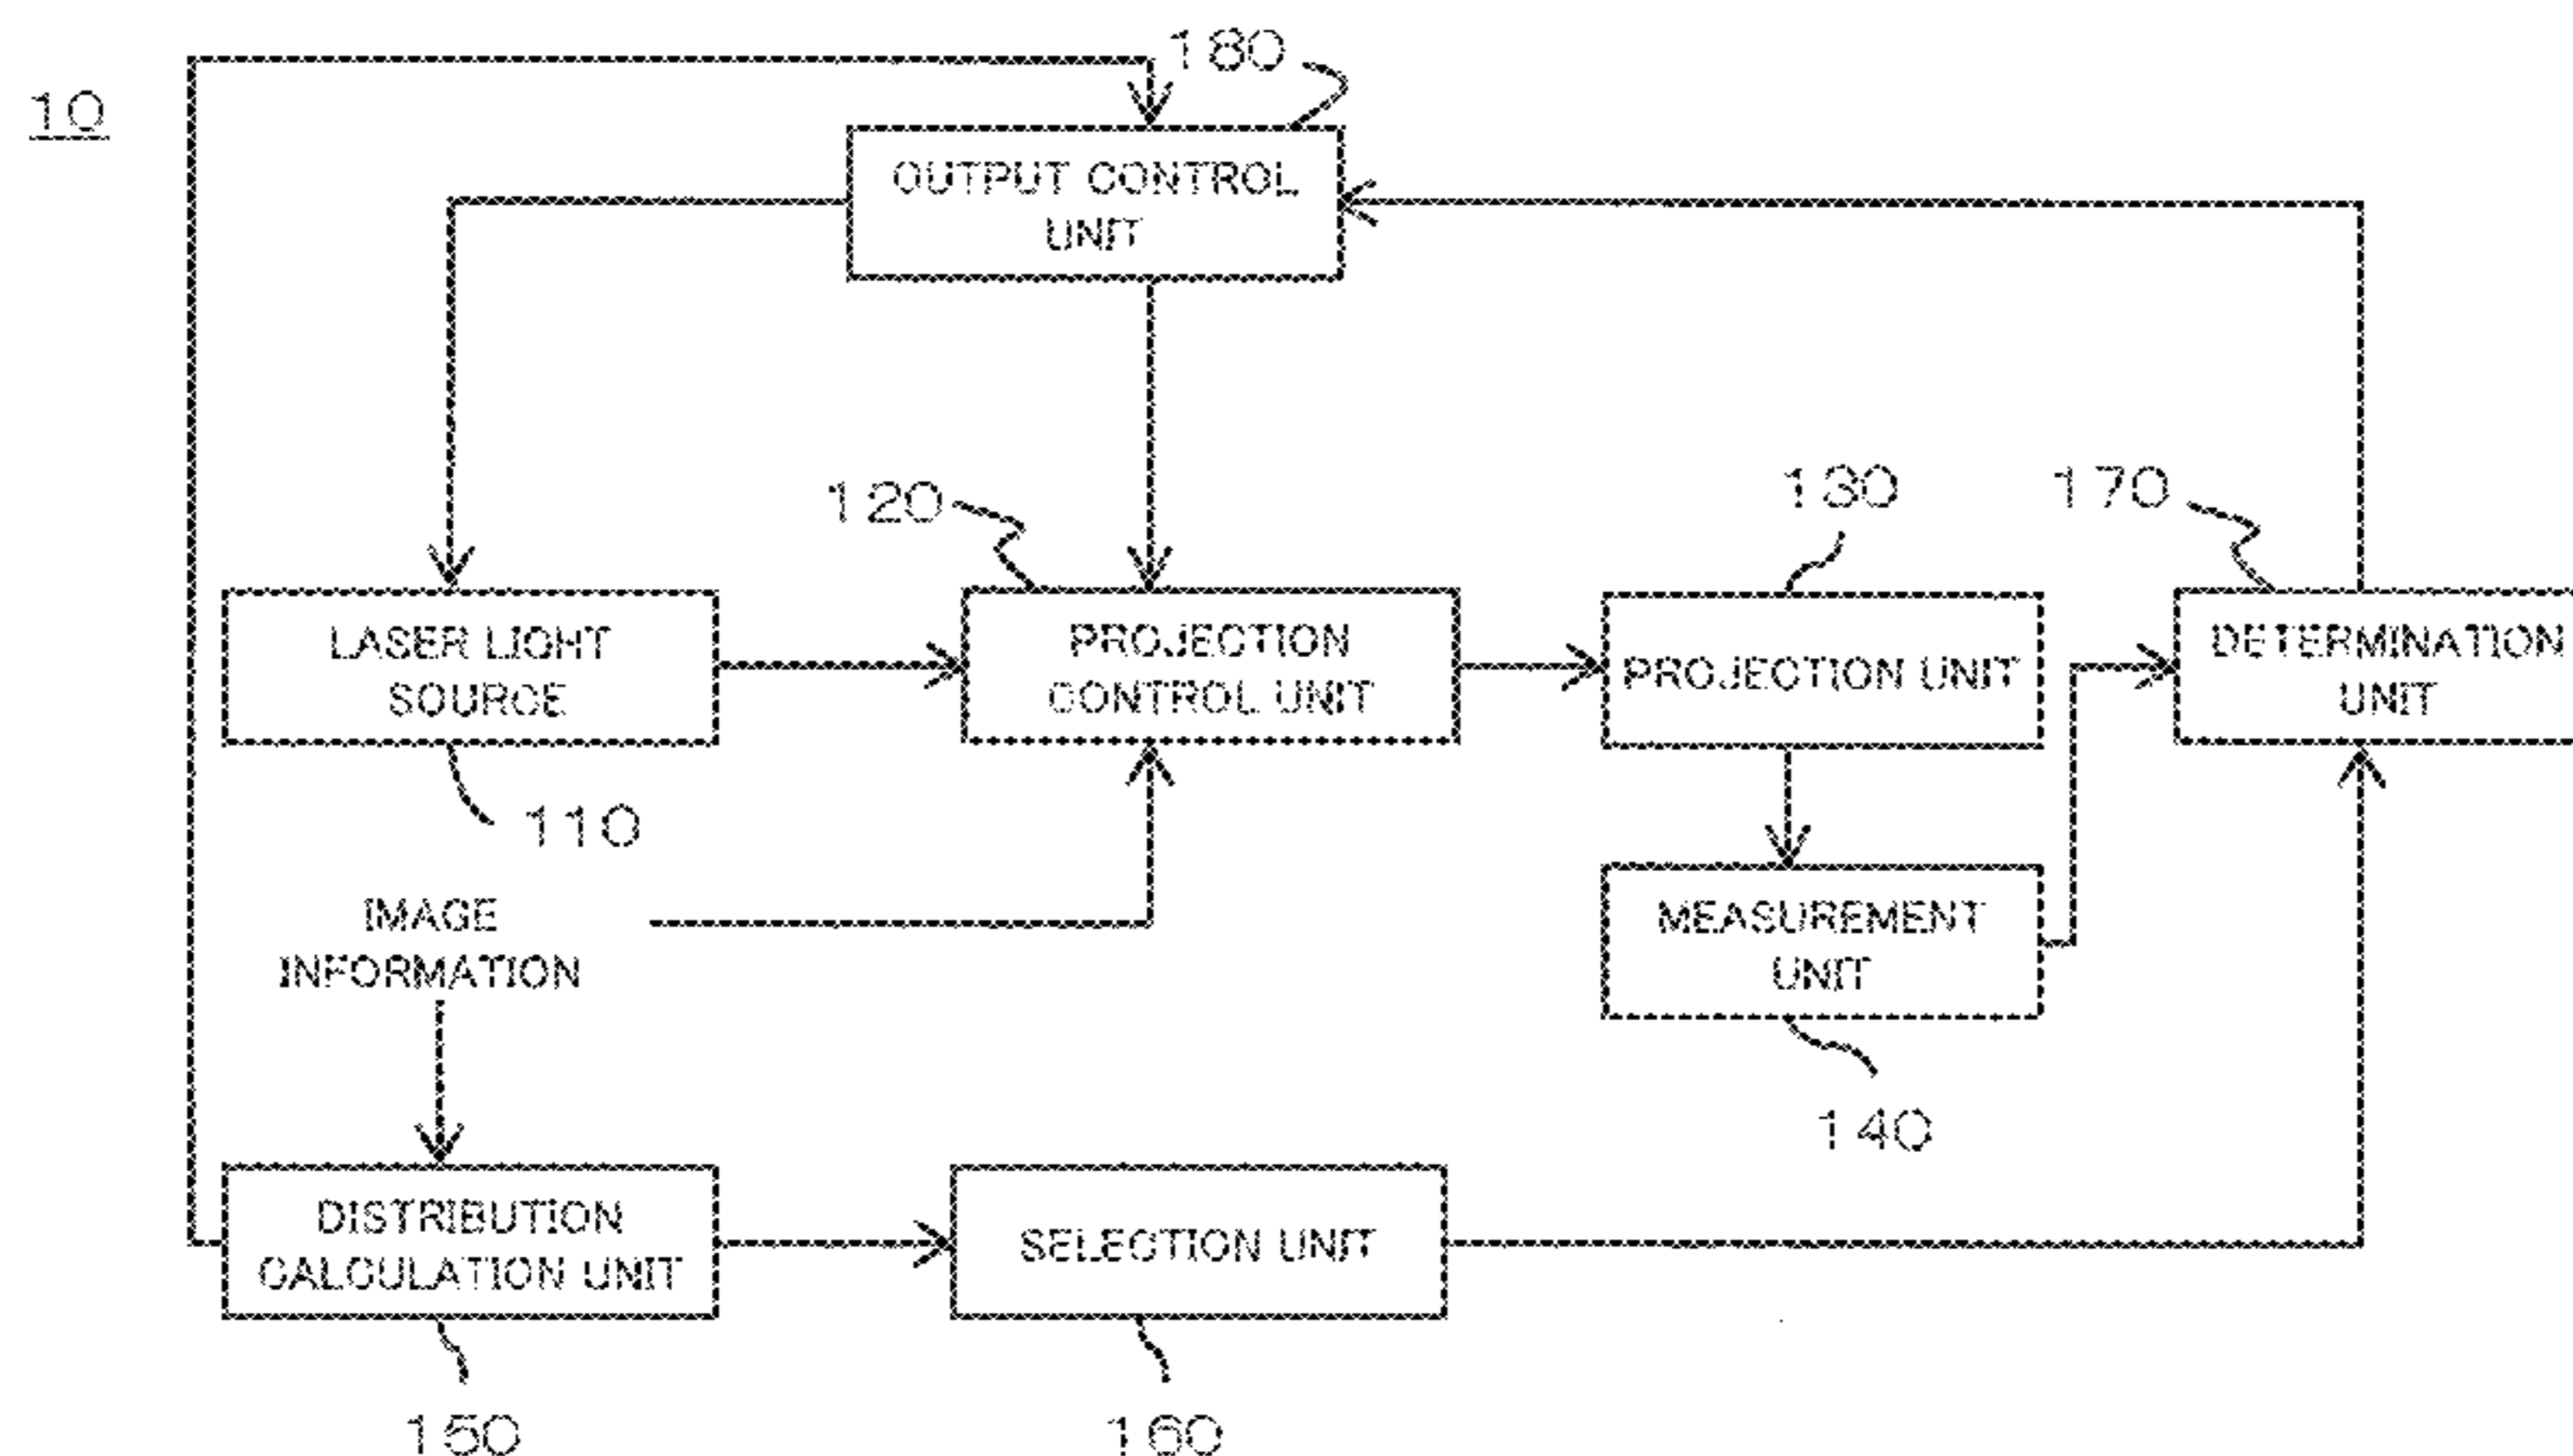 180
10
OUTPUT CONTROL
UNIT
120
130
170
LASER LIGHT
SOURCE
PROJECTION
CONTROL UNIT
PROJECTION UNIT
DETERMINATION
UNIT
110
IMAGE
INFORMATION
MEASUREMENT
UNIT
140
DISTRIBUTION
CALCULATION UNIT
SELECTION UNIT
150
160